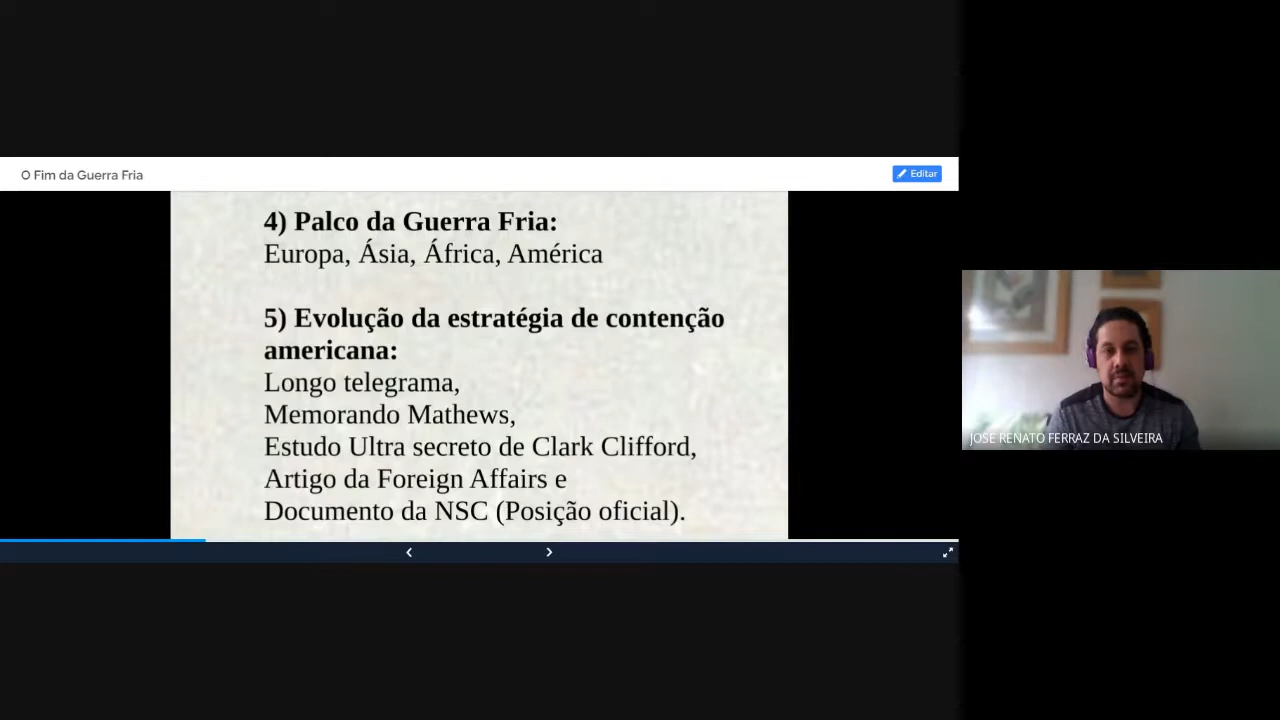 O Fim da Guerra Fria
Editar
4) Palco da Guerra Fria:
Europa, Ásia, África, América
5) Evolução da estratégia de contenção
americana:
Longo telegrama,
Memorando Mathews,
Estudo Ultra secreto de Clark Clifford,
Artigo da Foreign Affairs e
Documento da NSC (Posição oficial).
JOSE RENATO FERRAZ DA SILVEIRA